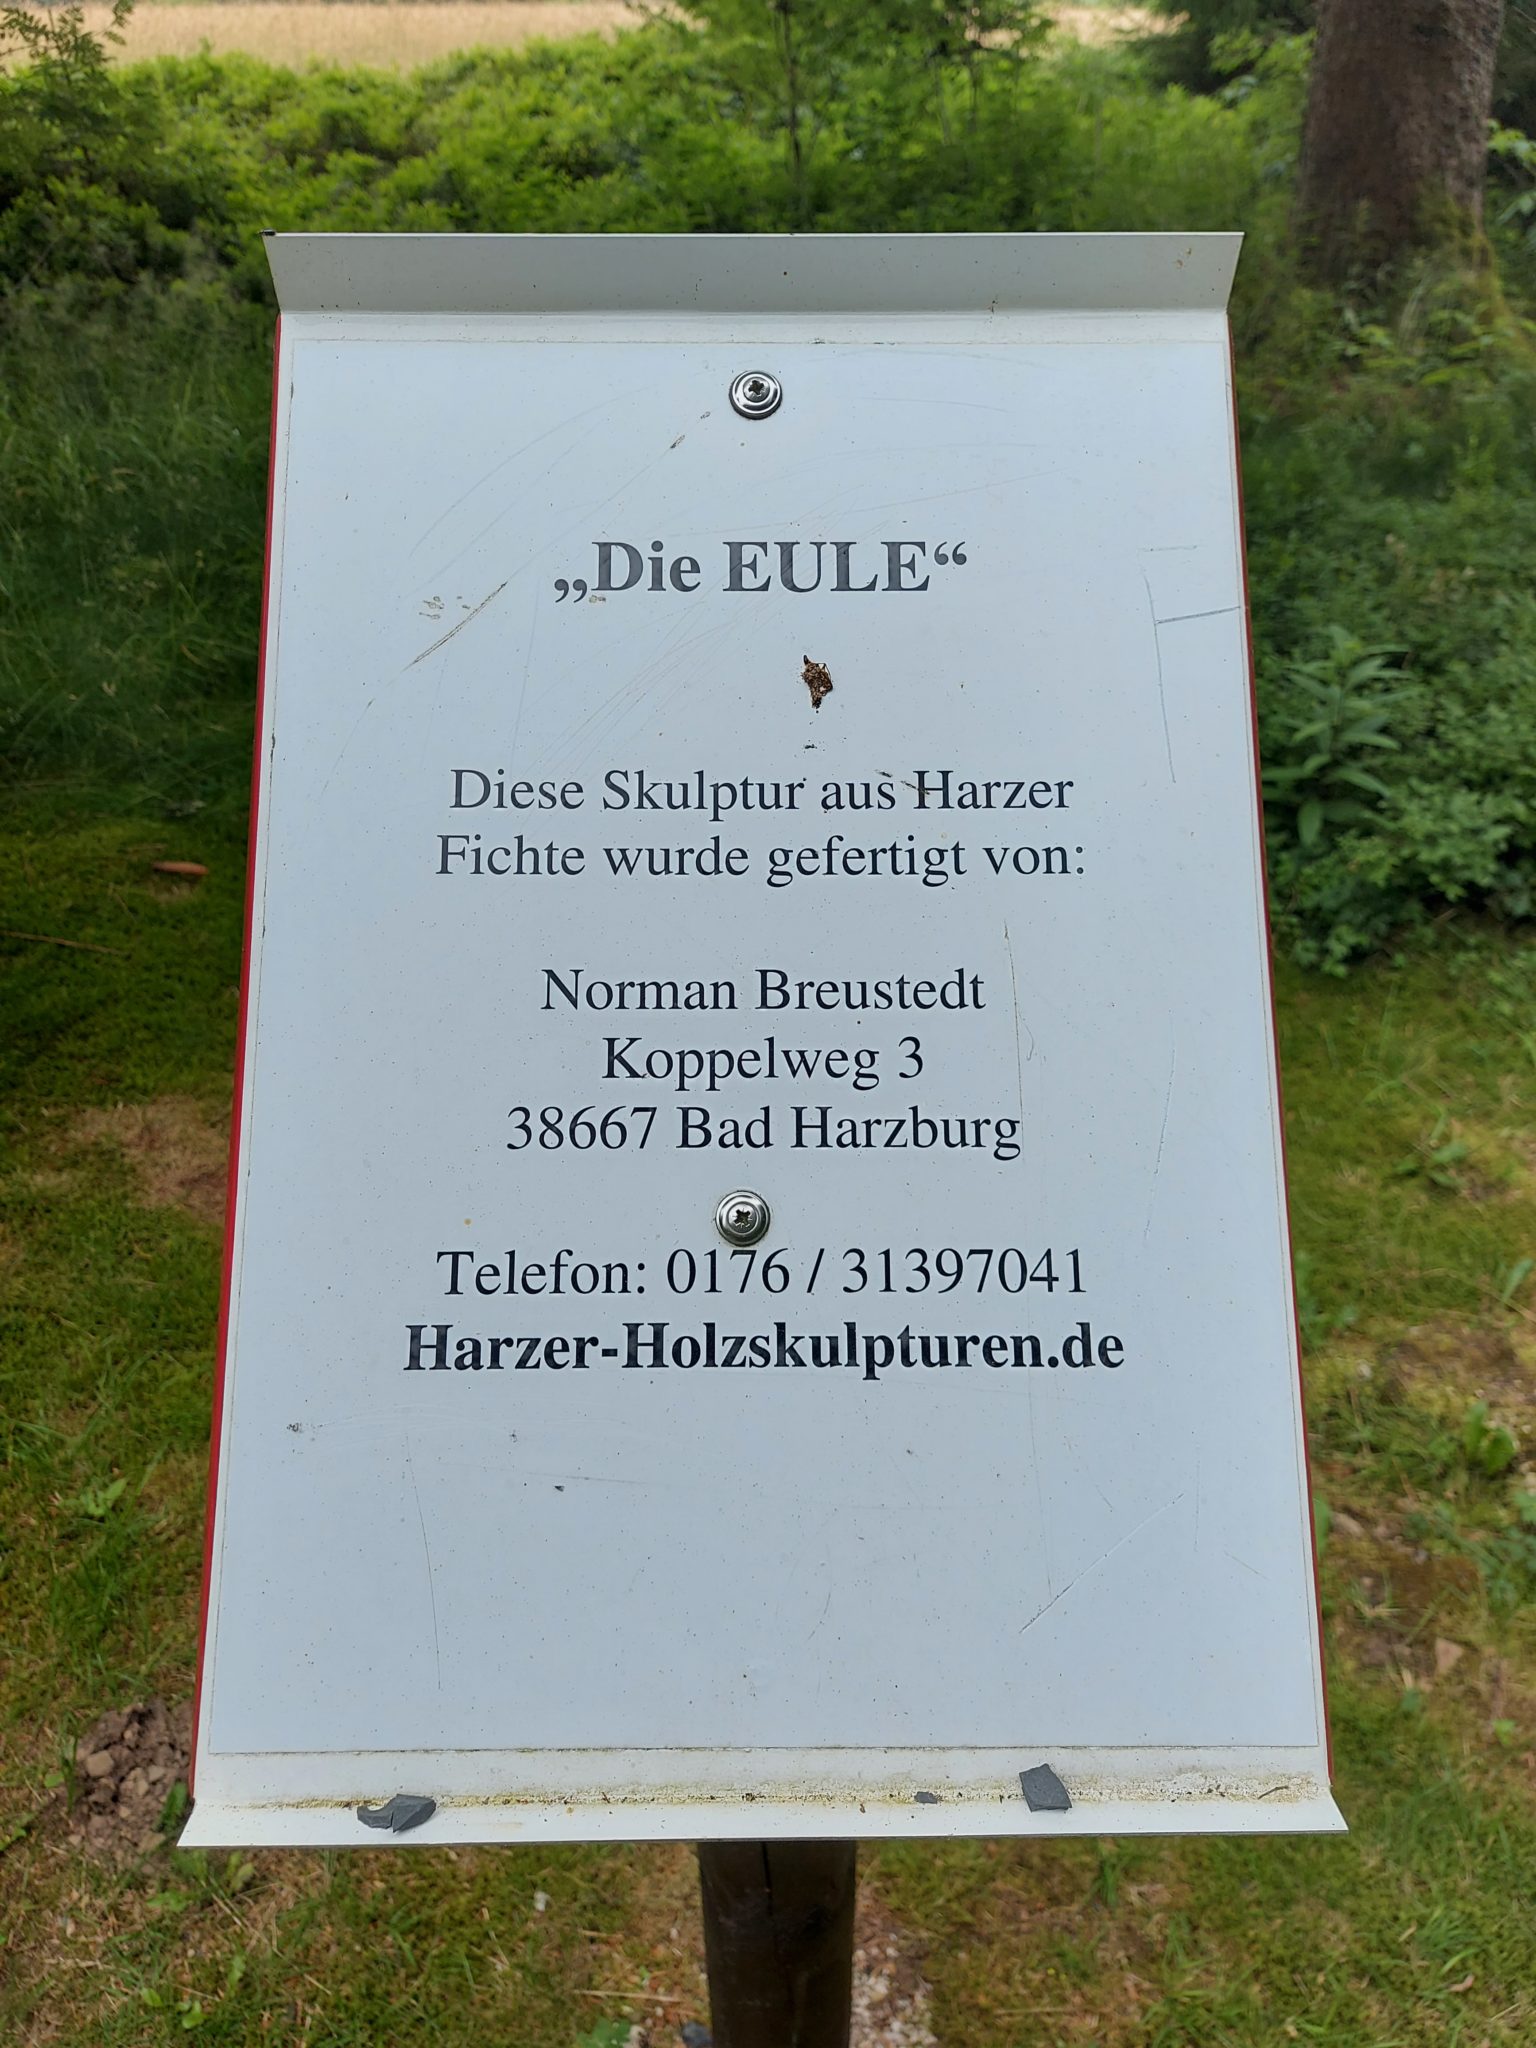 „Die EULE“
Diese Skulptur aus Harzer
Fichte wurde gefertigt von:
Norman Breustedt
Koppelweg 3
38667 Bad Harzburg
Telefon: 0176 / 31397041
Harzer-Holzskulpturen.de